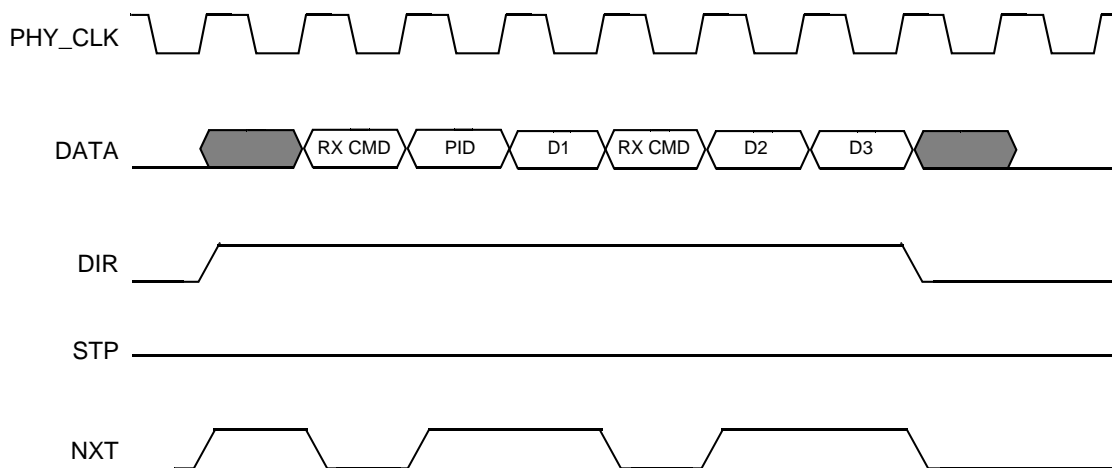 PHY_CLK
DATA RX CMD PID D1 RX CMD D2 D3
DIR
STP
NXT